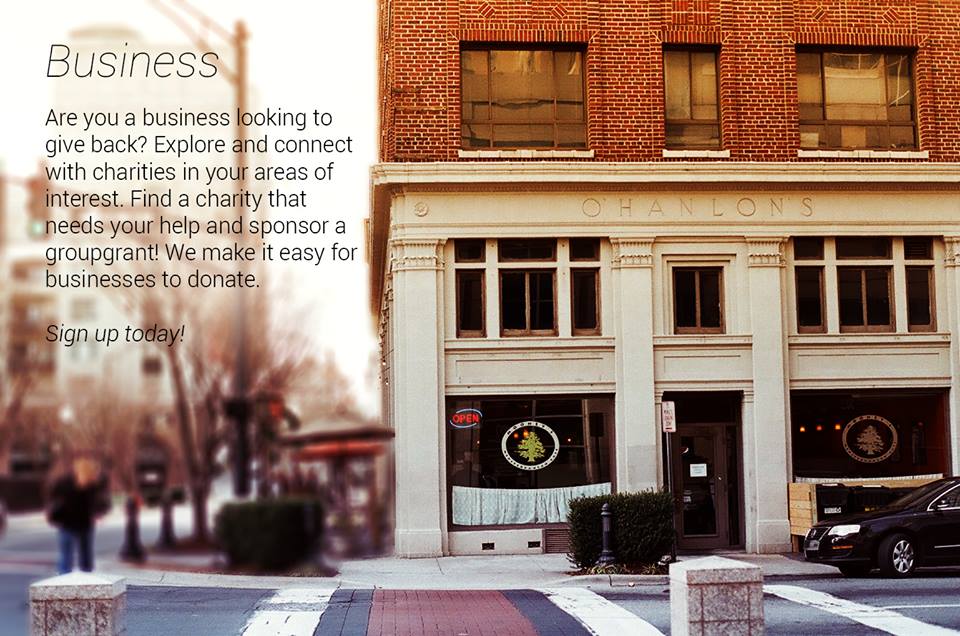 Business
Are you a business looking to
give back? Explore and connect
with charities in your areas of
interest. Find a charity that
needs your help and sponsor a
groupgrant! We make it easy for
businesses to donate.
Sign up today!
O'HANLON'S
OPEN